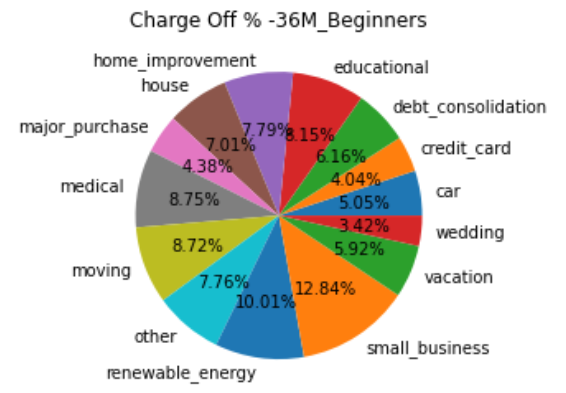 Charge Off % -36M_Beginners
home_improvement
house
major_purchase
medical
moving
other
renewable_energy
small_business
vacation
wedding
car
credit_card
debt_consolidation
educational
7.79%
7.01%
4.38%
8.75%
8.72%
7.76%
10.01%
12.84%
5.92%
3.42%
5.05%
4.04%
6.16%
8.15%